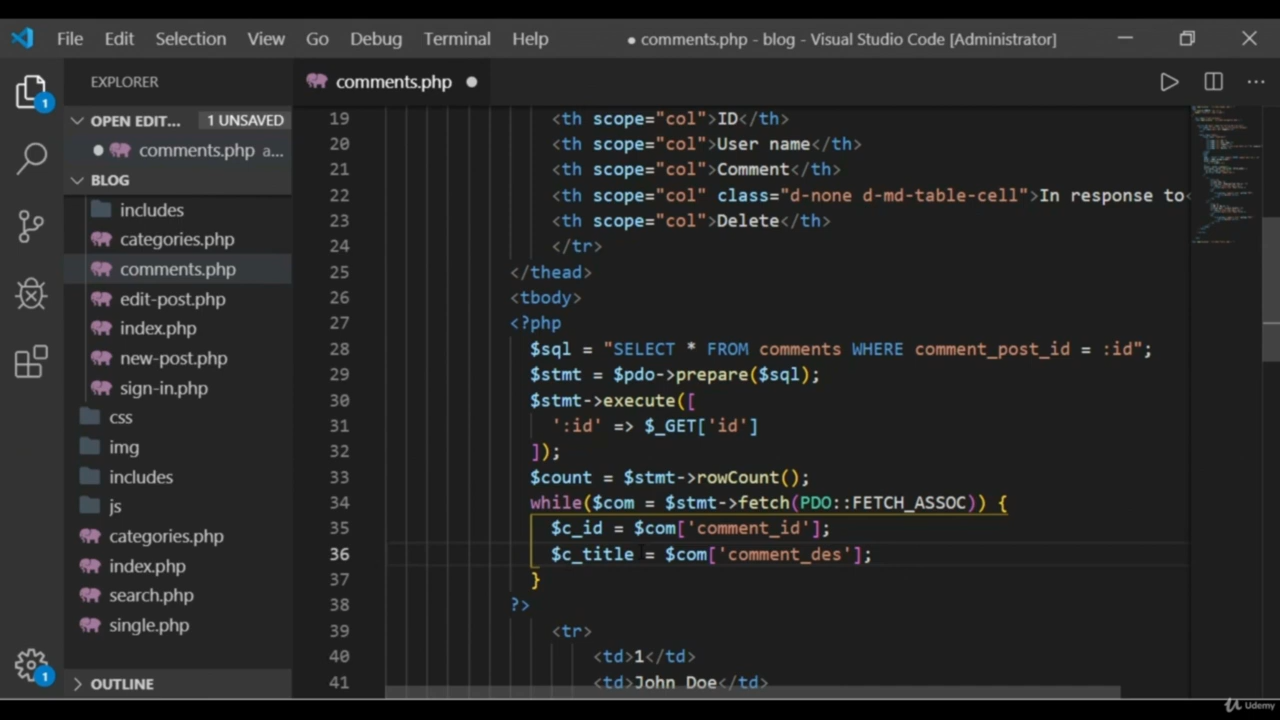 File Edit Selection View Go Debug Terminal Help ● comments.php - blog - Visual Studio Code [Administrator]
EXPLORER
comments.php ●
1
OPEN EDIT... 1 UNSAVED
● comments.php a...
BLOG
includes
categories.php
comments.php
edit-post.php
index.php
new-post.php
sign-in.php
css
img
includes
js
categories.php
index.php
search.php
single.php
1
OUTLINE
19 <th scope="col">ID</th>
20 <th scope="col">User name</th>
21 <th scope="col">Comment</th>
22 <th scope="col" class="d-none d-md-table-cell">In response to<
23 <th scope="col">Delete</th>
24 </tr>
25 </thead>
26 <tbody>
27 <?php
28 $sql = "SELECT * FROM comments WHERE comment_post_id = :id";
29 $stmt = $pdo->prepare($sql);
30 $stmt->execute([
31 ':id' => $_GET['id']
32 ]);
33 $count = $stmt->rowCount();
34 while($com = $stmt->fetch(PDO::FETCH_ASSOC)) {
35 $c_id = $com['comment_id'];
36 $c_title = $com['comment_des'];
37 }
38 ?>
39 <tr>
40 <td>1</td>
41 <td>John Doe</td>
Udemy